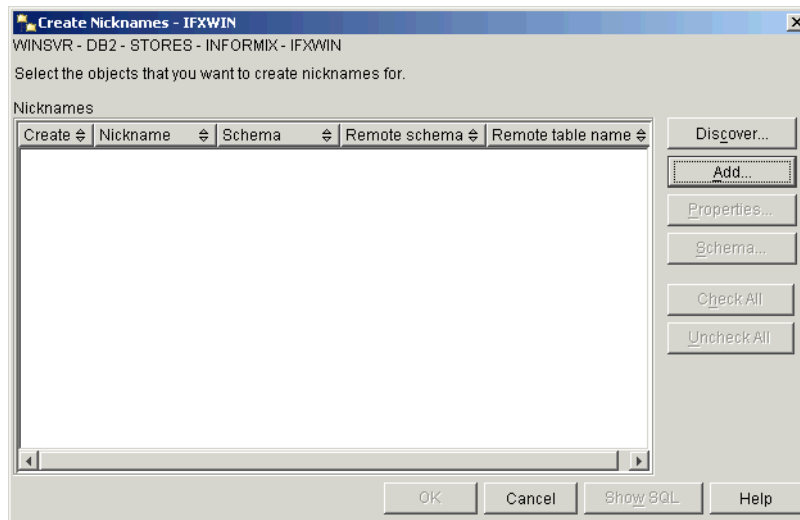 Create Nicknames - IFXWIN
WINSVR - DB2 - STORES - INFORMIX - IFXWIN
Select the objects that you want to create nicknames for.
Nicknames
Create Nickname Schema Remote schema Remote table name
Discover...
Add...
Properties...
Schema...
Check All
Uncheck All
OK Cancel Show SQL Help